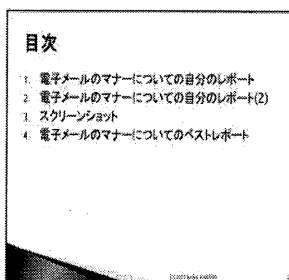 目次
1. 電子メールのマナーについての自分のレポート
2. 電子メールのマナーについての自分のレポート(2)
3. スクリーンショット
4. 電子メールのマナーについてのベストレポート